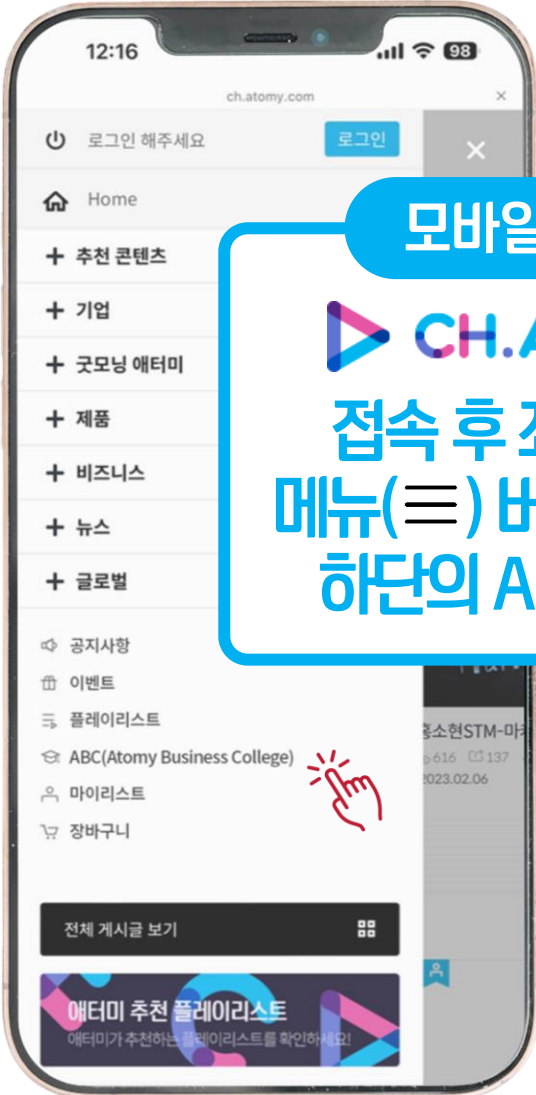 12:16
98
ch.atomy.com
로그인 해주세요
로그인
Home
추천 콘텐츠
기업
굿모닝 애터미
제품
비즈니스
뉴스
글로벌
공지사항
이벤트
플레이리스트
ABC(Atomy Business College)
마이리스트
장바구니
전체 게시글 보기
애터미 추천 플레이리스트
애터미가 추천하는 플레이리스트를 확인하세요!
모바일
CH.A
접속 후
메뉴(☰)
하단의 A
홍소현STM-마
616 137
2023.02.06